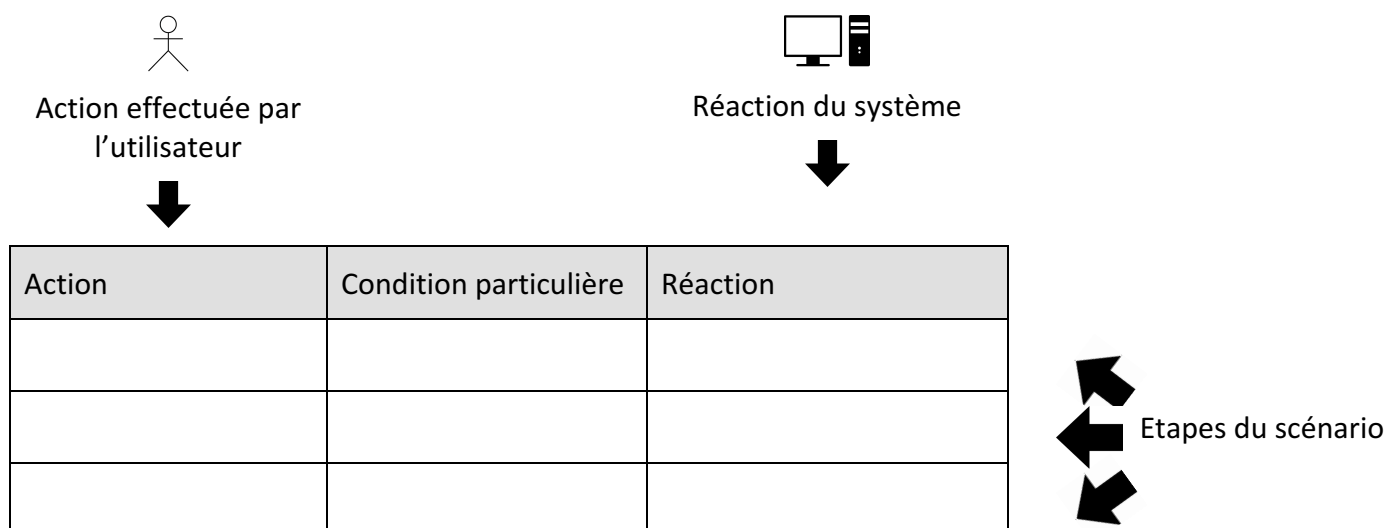 Action effectuée par
l’utilisateur
Réaction du système
Action
Condition particulière
Réaction
Etapes du scénario